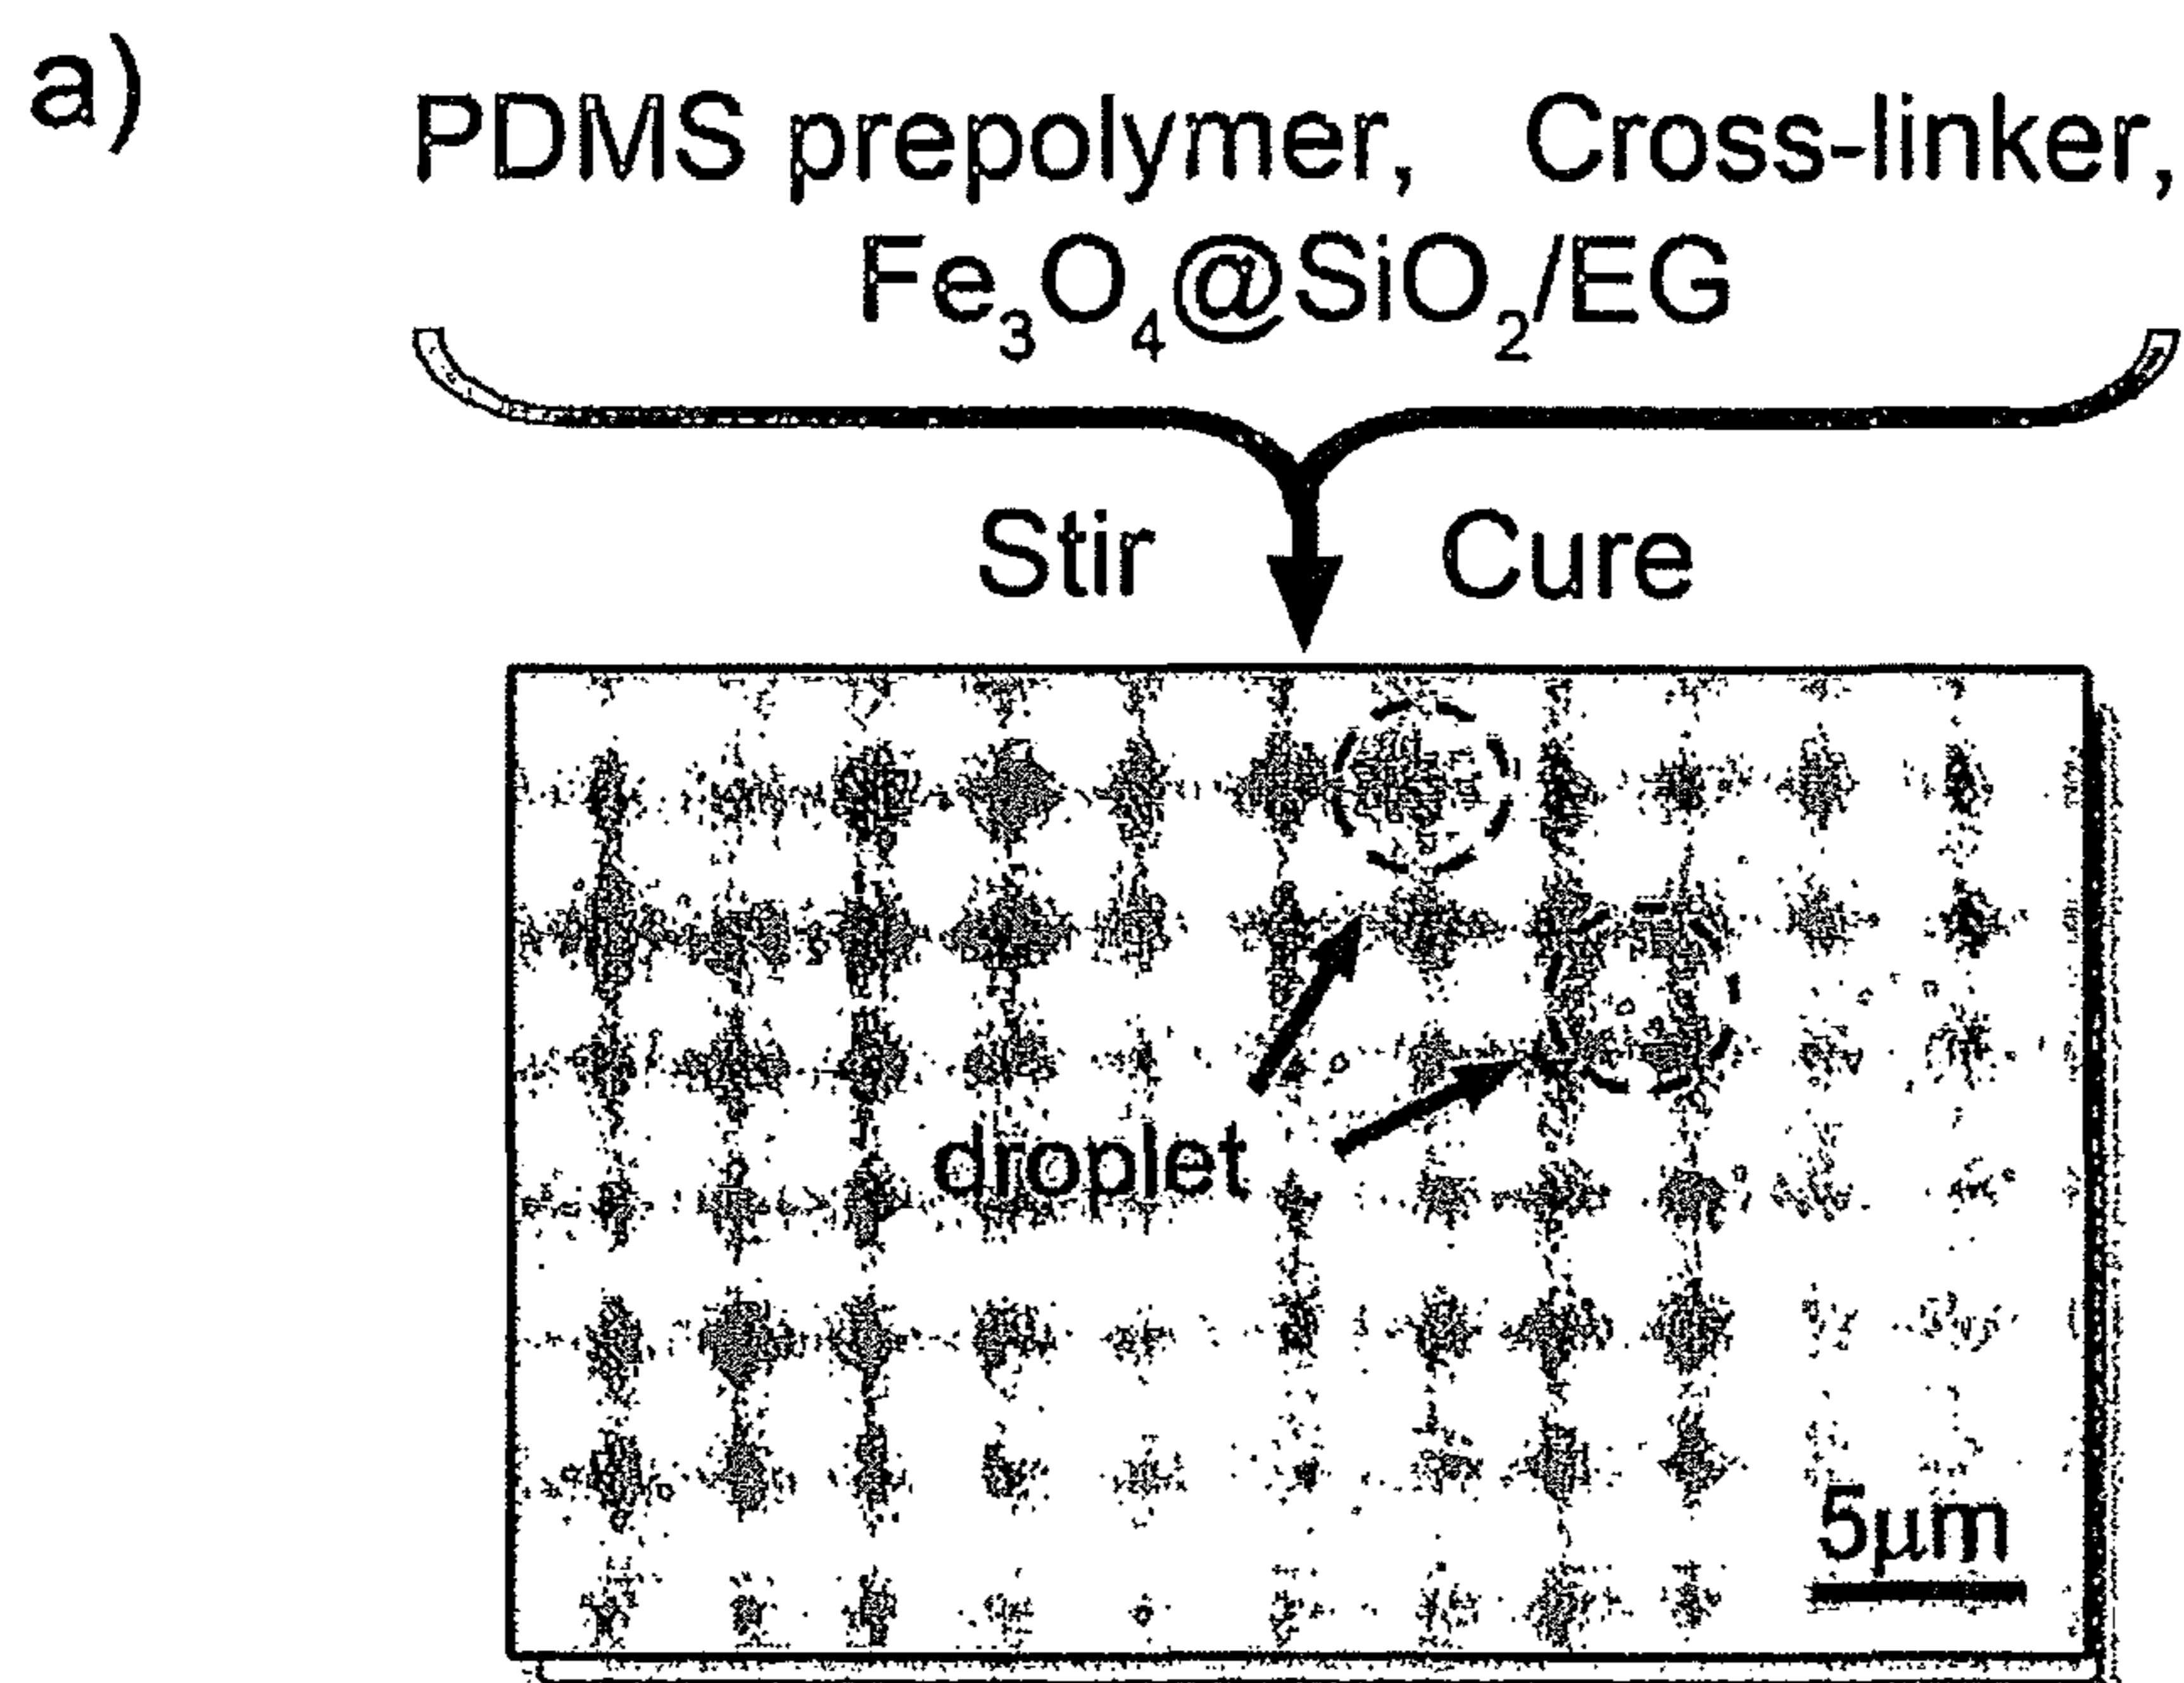 a)
PDMS prepolymer, Cross-linker,
Fe₃O₄@SiO₂/EG
Stir Cure
droplet
5μm